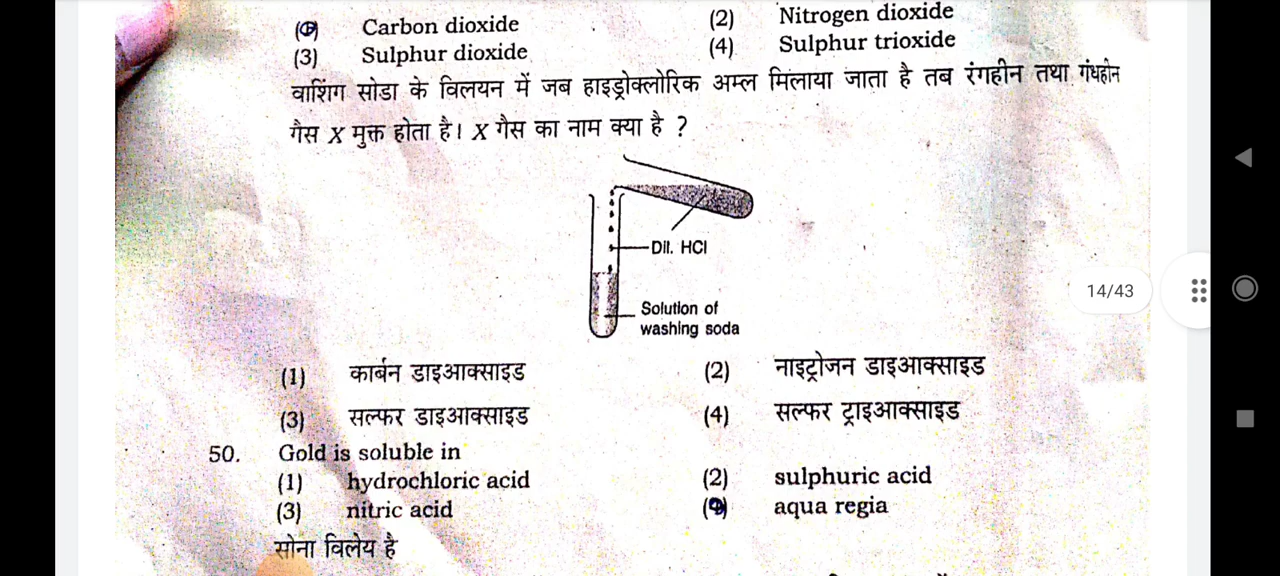 (1) Carbon dioxide (2) Nitrogen dioxide
(3) Sulphur dioxide (4) Sulphur trioxide
वाशिंग सोडा के विलयन में जब हाइड्रोक्लोरिक अम्ल मिलाया जाता है तब रंगहीन तथा गंधहीन
गैस X मुक्त होता है। X गैस का नाम क्या है ?
Dil. HCl
Solution of
washing soda
14/43
(1) कार्बन डाइआक्साइड (2) नाइट्रोजन डाइआक्साइड
(3) सल्फर डाइआक्साइड (4) सल्फर ट्राइआक्साइड
50. Gold is soluble in
(1) hydrochloric acid (2) sulphuric acid
(3) nitric acid (4) aqua regia
सोना विलेय है